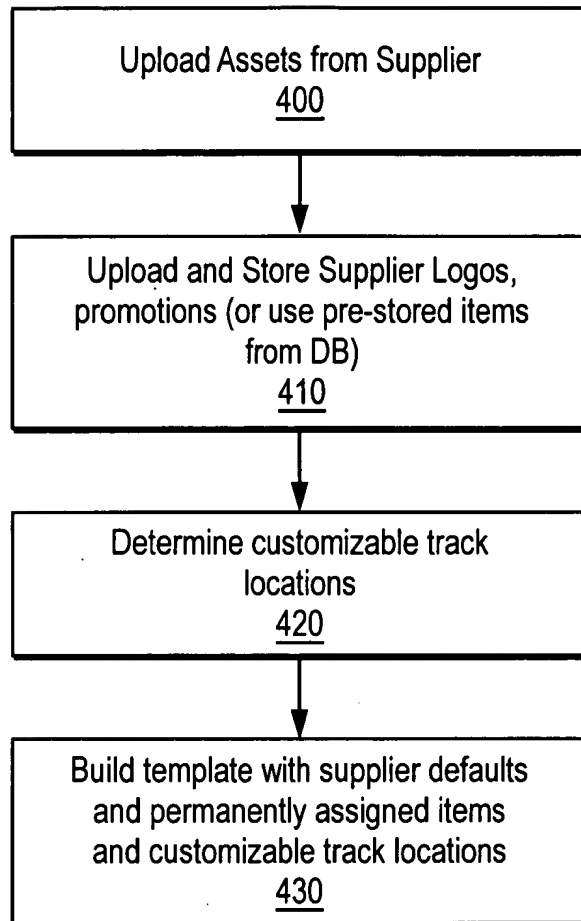 Upload Assets from Supplier
400
Upload and Store Supplier Logos,
promotions (or use pre-stored items
from DB)
410
Determine customizable track
locations
420
Build template with supplier defaults
and permanently assigned items
and customizable track locations
430